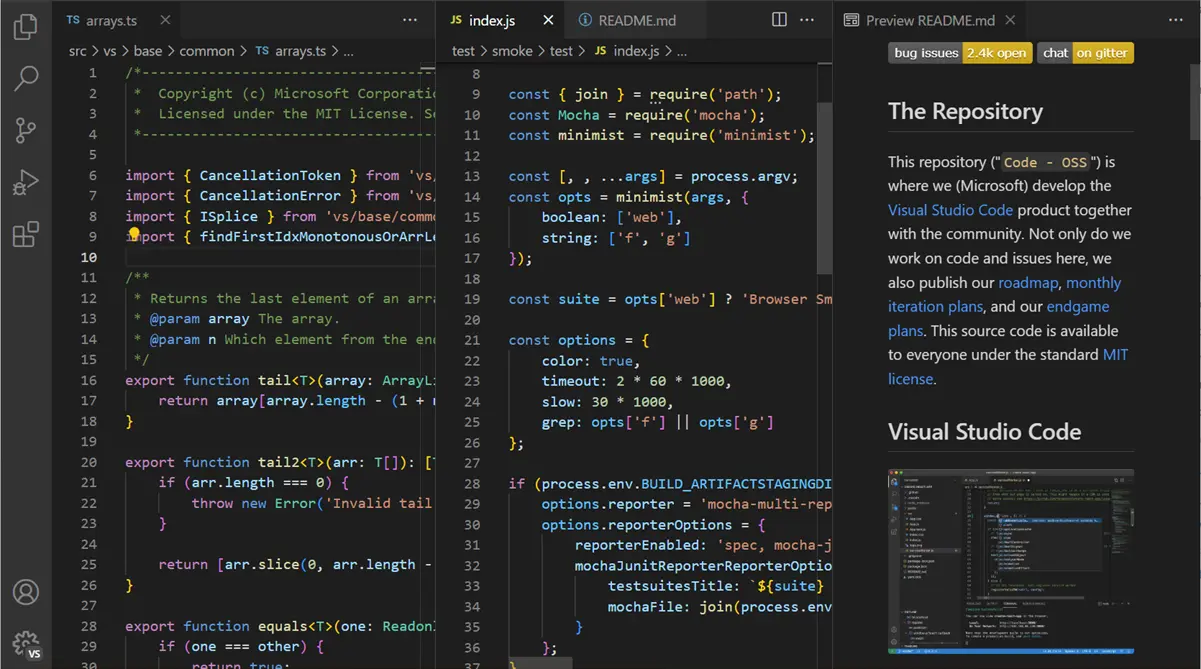 TS arrays.ts
src > vs > base > common > TS arrays.ts > ...
1 /*-----------------------------------
2 *  Copyright (c) Microsoft Corporatio
3 *  Licensed under the MIT License. Se
4 *-----------------------------------
5
6 import { CancellationToken } from 'vs/
7 import { CancellationError } from 'vs/
8 import { ISplice } from 'vs/base/commo
9 import { findFirstIdxMonotonousOrArrLe
10
11 /**
12 * Returns the last element of an arra
13 * @param array The array.
14 * @param n Which element from the end
15 */
16 export function tail<T>(array: ArrayLi
17 return array[array.length - (1 + n
18 }
19
20 export function tail2<T>(arr: T[]): [T
21 if (arr.length === 0) {
22 throw new Error('Invalid tail
23 }
24
25 return [arr.slice(0, arr.length -
26 }
27
28 export function equals<T>(one: Readonl
29 if (one === other) {
30 return true;
JS index.js
README.md
test > smoke > test > JS index.js > ...
8
9 const { join } = require('path');
10 const Mocha = require('mocha');
11 const minimist = require('minimist');
12
13 const [, , ...args] = process.argv;
14 const opts = minimist(args, {
15 boolean: ['web'],
16 string: ['f', 'g']
17 });
18
19 const suite = opts['web'] ? 'Browser Sm
20
21 const options = {
22 color: true,
23 timeout: 2 * 60 * 1000,
24 slow: 30 * 1000,
25 grep: opts['f'] || opts['g']
26 };
27
28 if (process.env.BUILD_ARTIFACTSTAGINGDI
29 options.reporter = 'mocha-multi-rep
30 options.reporterOptions = {
31 reporterEnabled: 'spec, mocha-j
32 mochaJunitReporterReporterOptio
33 testsuitesTitle: `${suite}
34 mochaFile: join(process.env
35 }
36 };
37 }
Preview README.md
bug issues 2.4k open chat on gitter
The Repository
This repository ("Code - OSS") is
where we (Microsoft) develop the
Visual Studio Code product together
with the community. Not only do we
work on code and issues here, we
also publish our roadmap, monthly
iteration plans, and our endgame
plans. This source code is available
to everyone under the standard MIT
license.
Visual Studio Code
VS